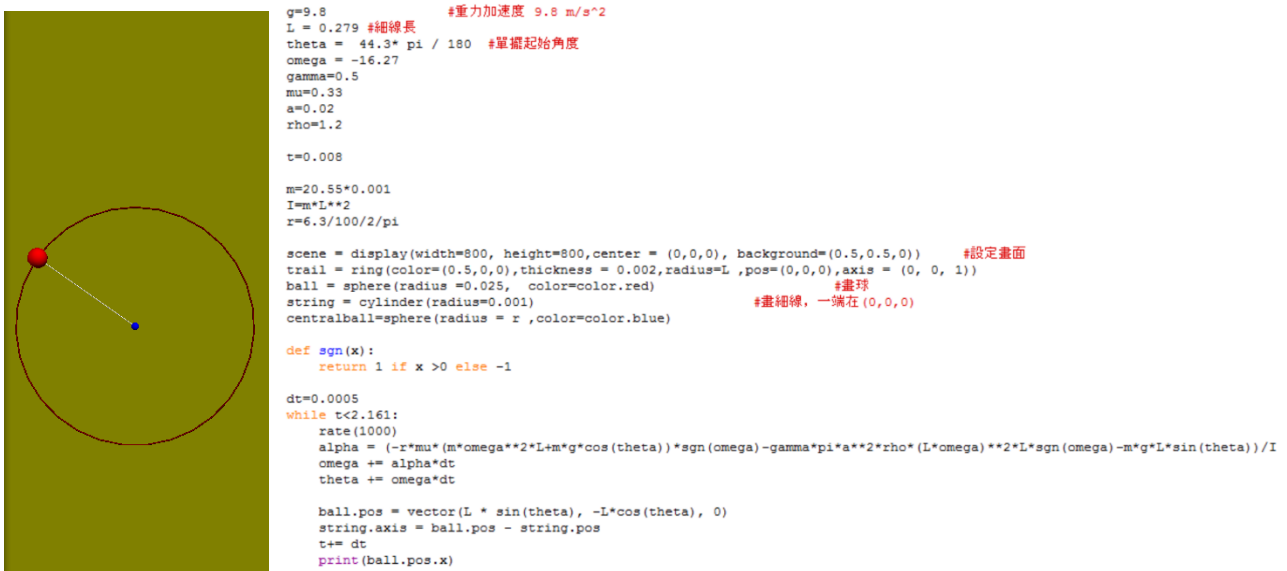 g=9.8 #重力加速度 9.8 m/s^2
L = 0.279 #細線長
theta =  44.3* pi / 180  #單擺起始角度
omega = -16.27
gamma=0.5
mu=0.33
a=0.02
rho=1.2
t=0.008
m=20.55*0.001
I=m*L**2
r=6.3/100/2/pi
scene = display(width=800, height=800,center = (0,0,0), background=(0.5,0.5,0)) #設定畫面
trail = ring(color=(0.5,0,0),thickness = 0.002,radius=L ,pos=(0,0,0),axis = (0, 0, 1))
ball = sphere(radius =0.025,  color=color.red) #畫球
string = cylinder(radius=0.001) #畫細線，一端在(0,0,0)
centralball=sphere(radius = r ,color=color.blue)
def sgn(x):
    return 1 if x >0 else -1
dt=0.0005
while t<2.161:
    rate(1000)
    alpha = (-r*mu*(m*omega**2*L+m*g*cos(theta))*sgn(omega)-gamma*pi*a**2*rho*(L*omega)**2*L*sgn(omega)-m*g*L*sin(theta))/I
    omega += alpha*dt
    theta += omega*dt
    ball.pos = vector(L * sin(theta), -L*cos(theta), 0)
    string.axis = ball.pos - string.pos
    t+= dt
    print(ball.pos.x)